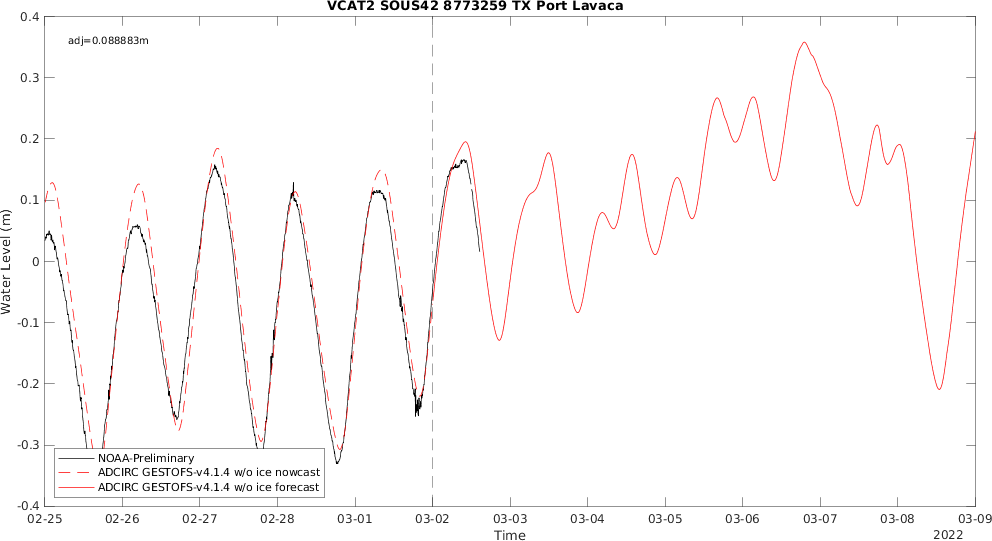 VCAT2 SOUS42 8773259 TX Port Lavaca
adj=0.088883m
Water Level (m)
0.4
0.3
0.2
0.1
0
-0.1
-0.2
-0.3
-0.4
NOAA-Preliminary
ADCIRC GESTOFS-v4.1.4 w/o ice nowcast
ADCIRC GESTOFS-v4.1.4 w/o ice forecast
02-25 02-26 02-27 02-28 03-01 03-02 03-03 03-04 03-05 03-06 03-07 03-08 03-09
Time
2022